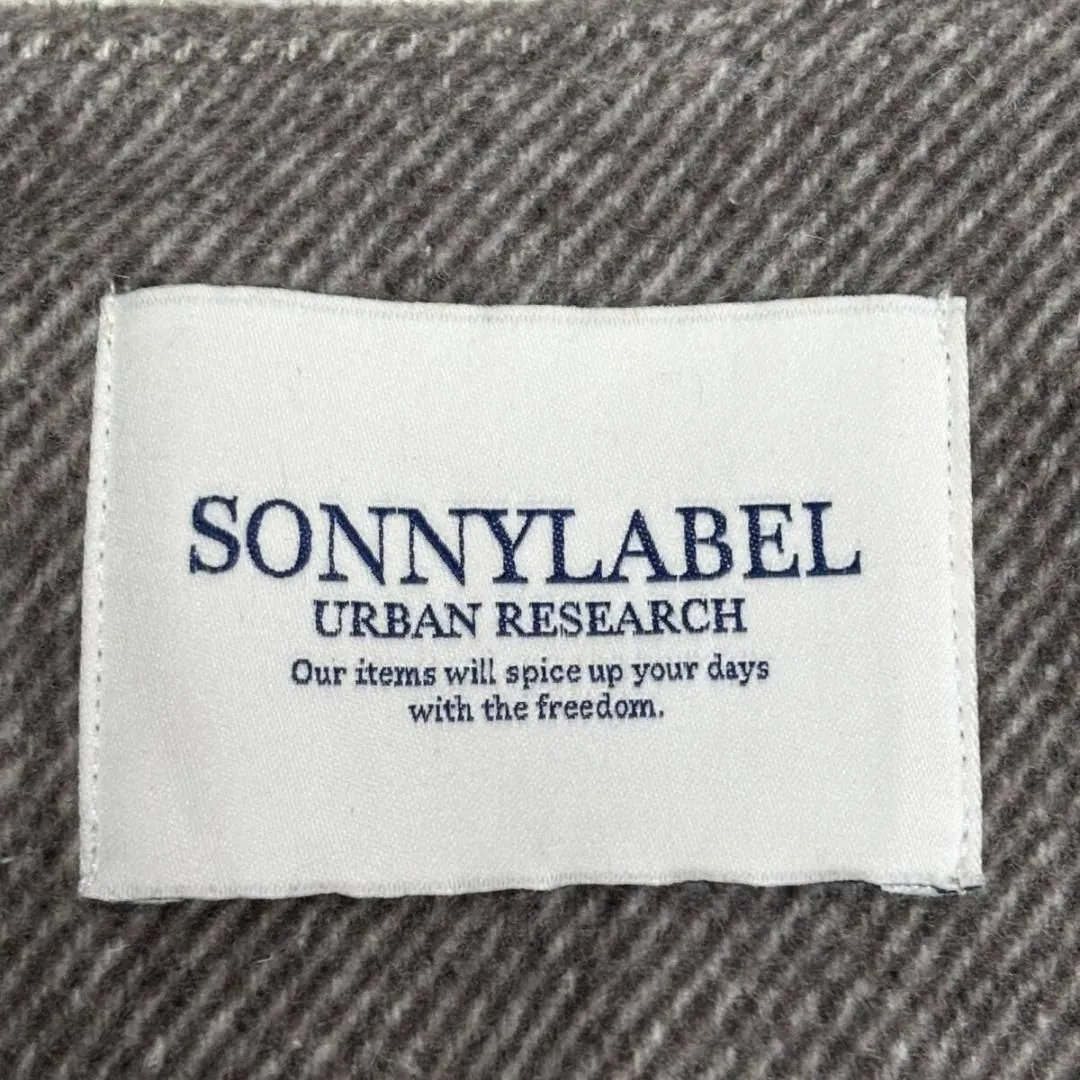 SONNYLABEL
URBAN RESEARCH
Our items will spice up your days
with the freedom.